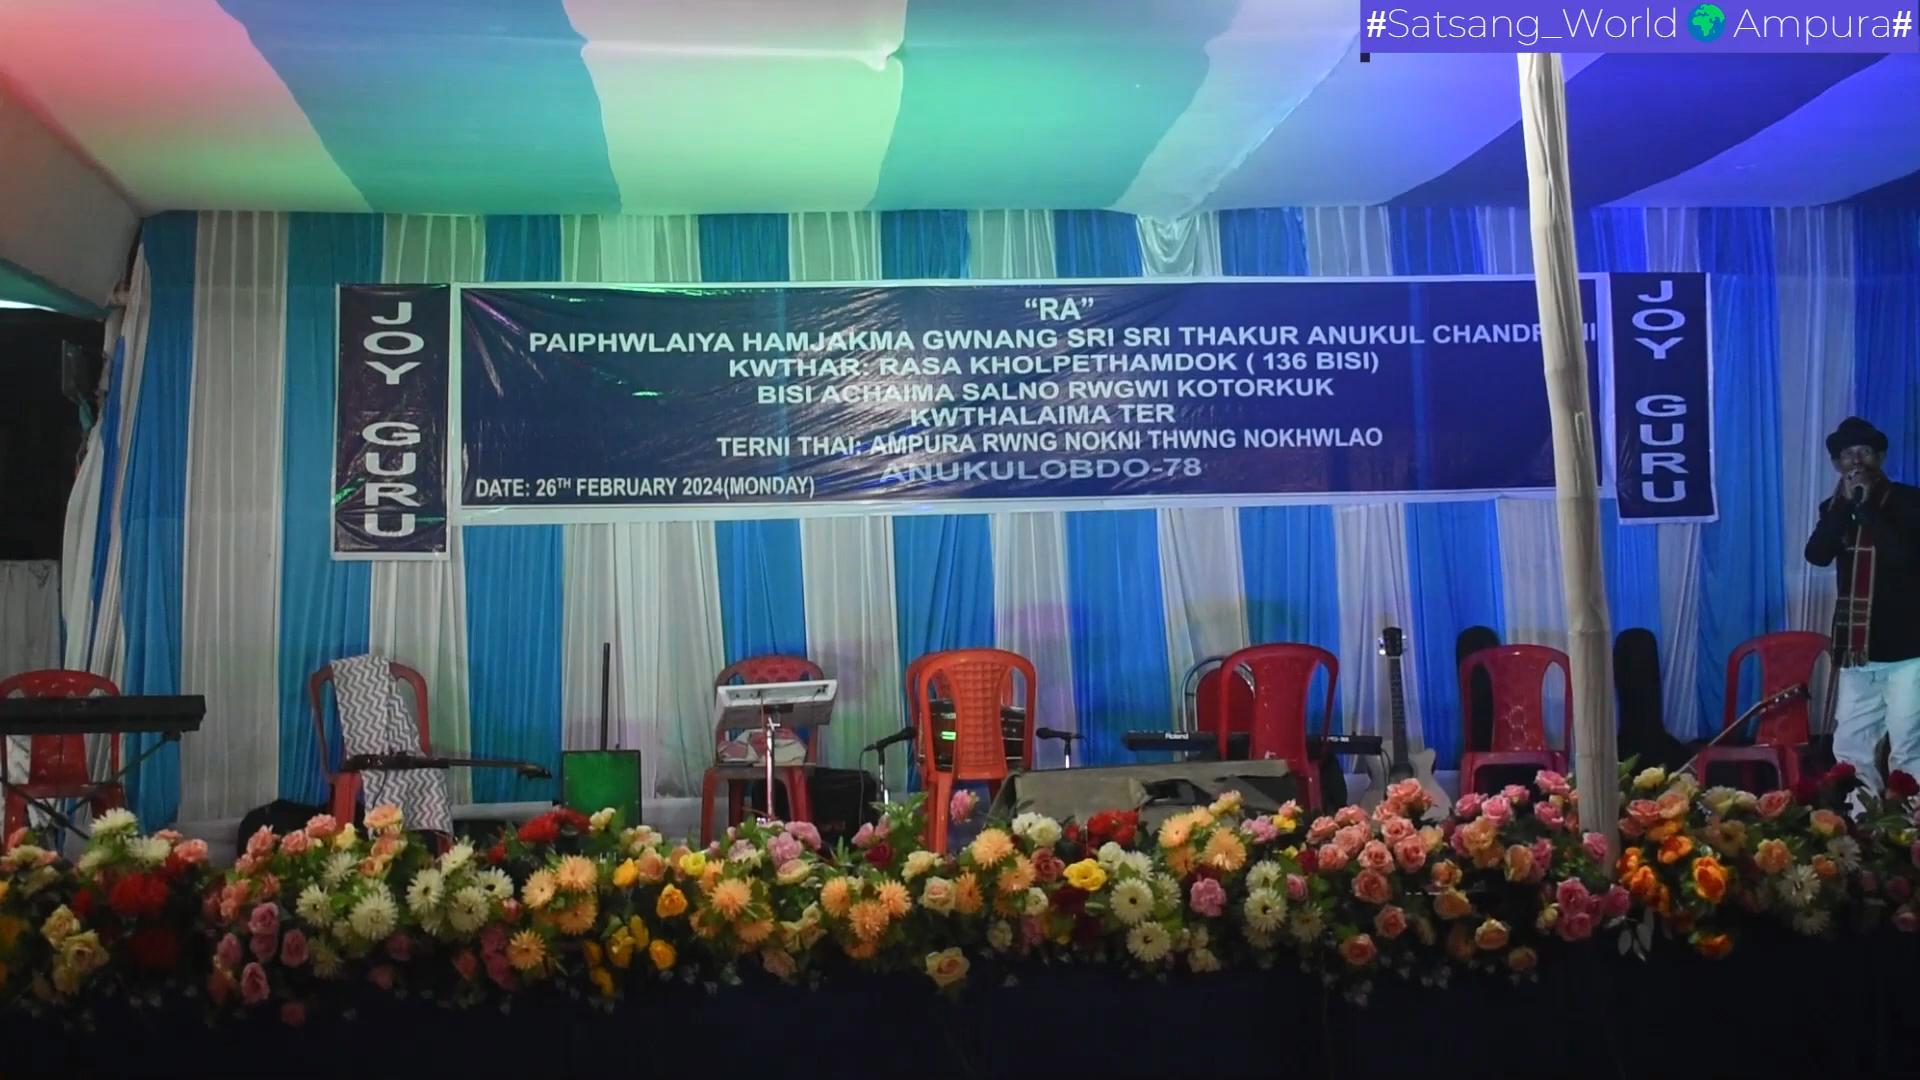 #Satsang_World🌍Ampura#
JOY GURU
“RA”
PAIPHWLAIYA HAMJAKMA GWNANG SRI SRI THAKUR ANUKUL
KWTHAR: RASA KHOLPETHAMDOK ( 136 BISI)
BISI ACHAIMA SALNO RWGWI KOTORKUK
KWTHALAIMA TER
TERNI THAI: AMPURA RWNG NOKNI THWNG NOKHWLAO
ANUKULOBDO-78
DATE: 26TH FEBRUARY 2024(MONDAY)
JOY GURU
Roland